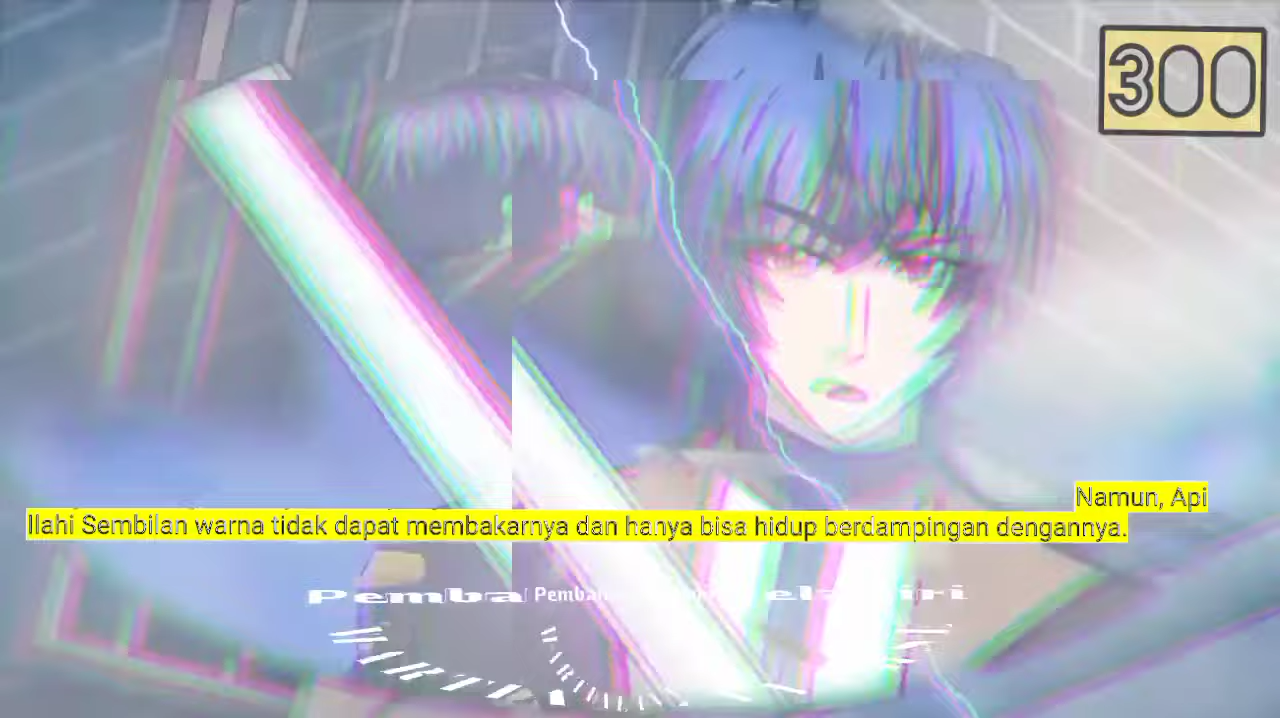 300
Namun, Api
Ilahi Sembilan warna tidak dapat membakarnya dan hanya bisa hidup berdampingan dengannya.